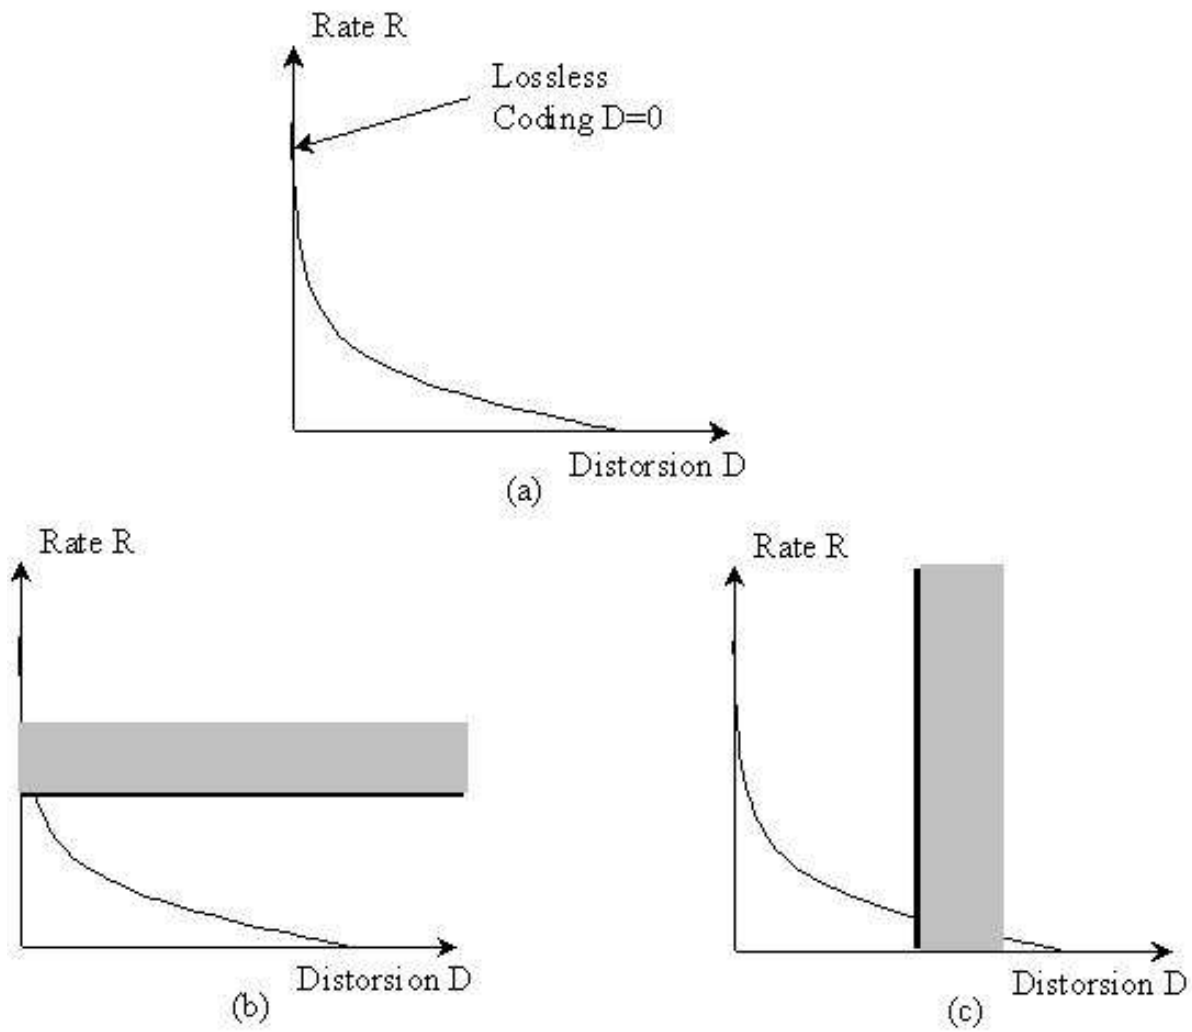 Rate R
Lossless
Coding D=0
Distorsion D
(a)
Rate R
Distorsion D
(b)
Rate R
Distorsion D
(c)